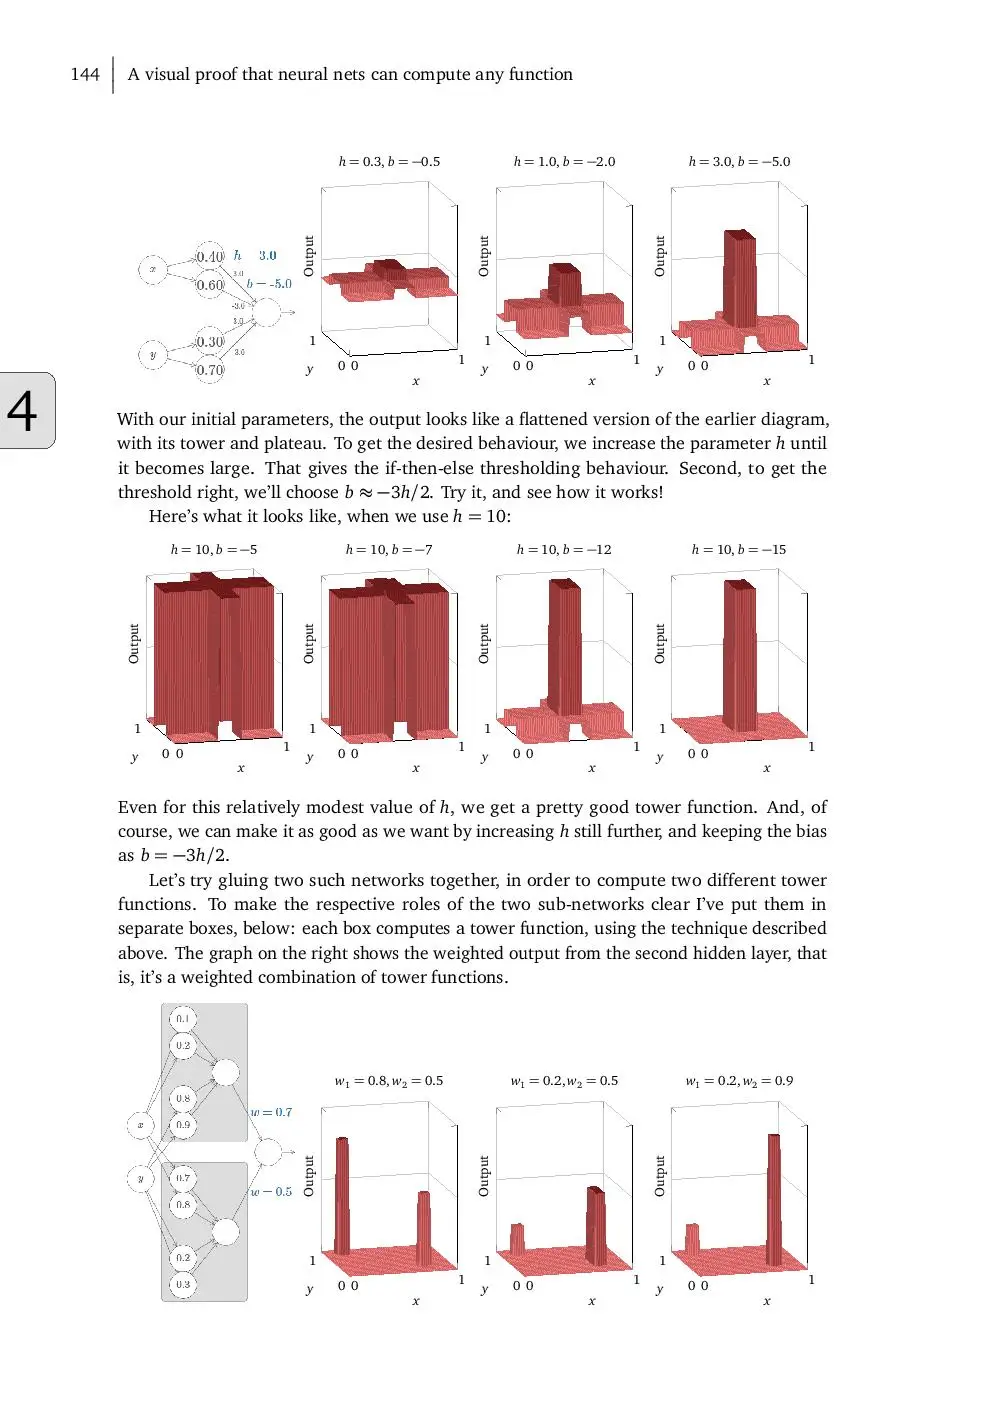 144 A visual proof that neural nets can compute any function
h = 0.3, b = −0.5
h = 1.0, b = −2.0
h = 3.0, b = −5.0
x
0.40
0.60
y
0.30
0.70
h 3.0
b = -5.0
3.0
-3.0
3.0
3.0
Output
1
y
0 0
x
1
Output
1
y
0 0
x
1
Output
1
y
0 0
x
1
4
With our initial parameters, the output looks like a flattened version of the earlier diagram,
with its tower and plateau. To get the desired behaviour, we increase the parameter h until
it becomes large. That gives the if-then-else thresholding behaviour. Second, to get the
threshold right, we’ll choose b ≈ −3h/2. Try it, and see how it works!
Here’s what it looks like, when we use h = 10:
h = 10, b = −5
h = 10, b = −7
h = 10, b = −12
h = 10, b = −15
Output
1
y
0 0
x
1
Output
1
y
0 0
x
1
Output
1
y
0 0
x
1
Output
1
y
0 0
x
1
Even for this relatively modest value of h, we get a pretty good tower function. And, of
course, we can make it as good as we want by increasing h still further, and keeping the bias
as b = −3h/2.
Let’s try gluing two such networks together, in order to compute two different tower
functions. To make the respective roles of the two sub-networks clear I’ve put them in
separate boxes, below: each box computes a tower function, using the technique described
above. The graph on the right shows the weighted output from the second hidden layer, that
is, it’s a weighted combination of tower functions.
x
y
0.1
0.2
0.8
0.9
0.7
0.8
0.2
0.3
w = 0.7
w = 0.5
w₁ = 0.8, w₂ = 0.5
w₁ = 0.2, w₂ = 0.5
w₁ = 0.2, w₂ = 0.9
Output
1
y
0 0
x
1
Output
1
y
0 0
x
1
Output
1
y
0 0
x
1